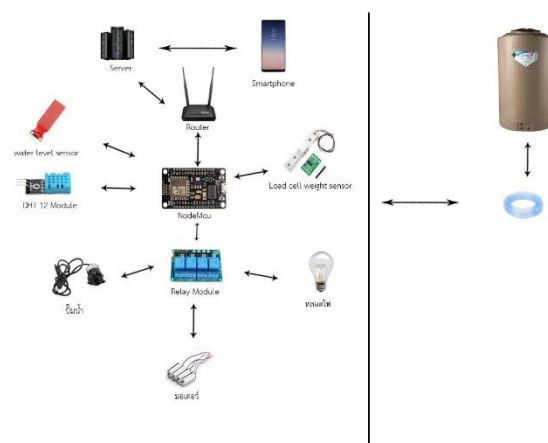 Server
Smartphone
Router
water level sensor
Load cell weight sensor
DHT 12 Module
NodeMcu
Relay Module
ปั๊มน้ำ
หลอดไฟ
มอเตอร์